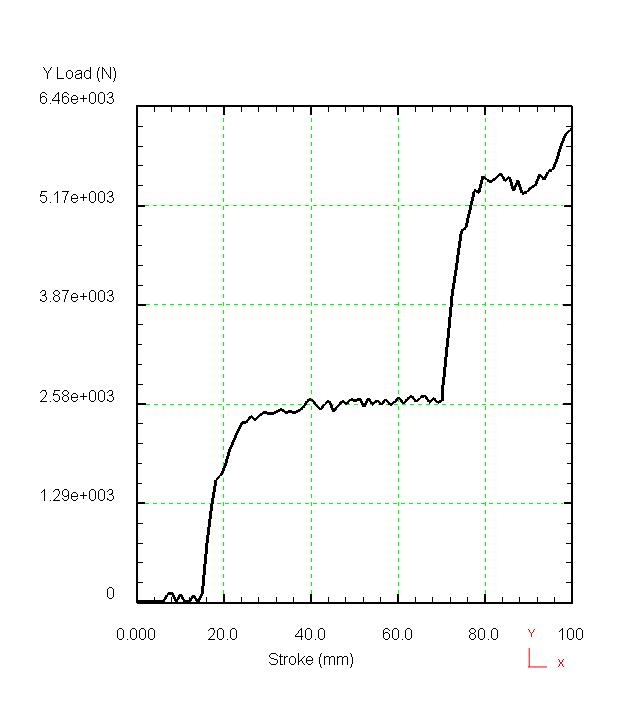 Y Load (N)
6.46e+003
5.17e+003
3.87e+003
2.58e+003
1.29e+003
0
0.000 20.0 40.0 60.0 80.0 100
Stroke (mm)
Y
X